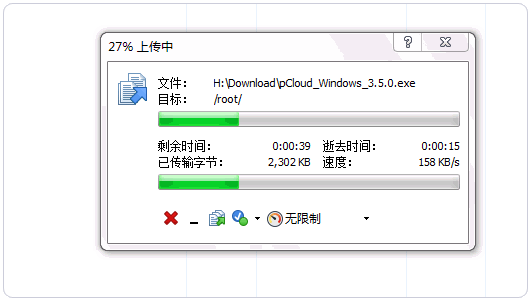 27% 上传中
文件: H:\Download\pCloud_Windows_3.5.0.exe
目标: /root/
剩余时间: 0:00:39 逝去时间: 0:00:15
已传输字节: 2,302 KB 速度: 158 KB/s
无限制